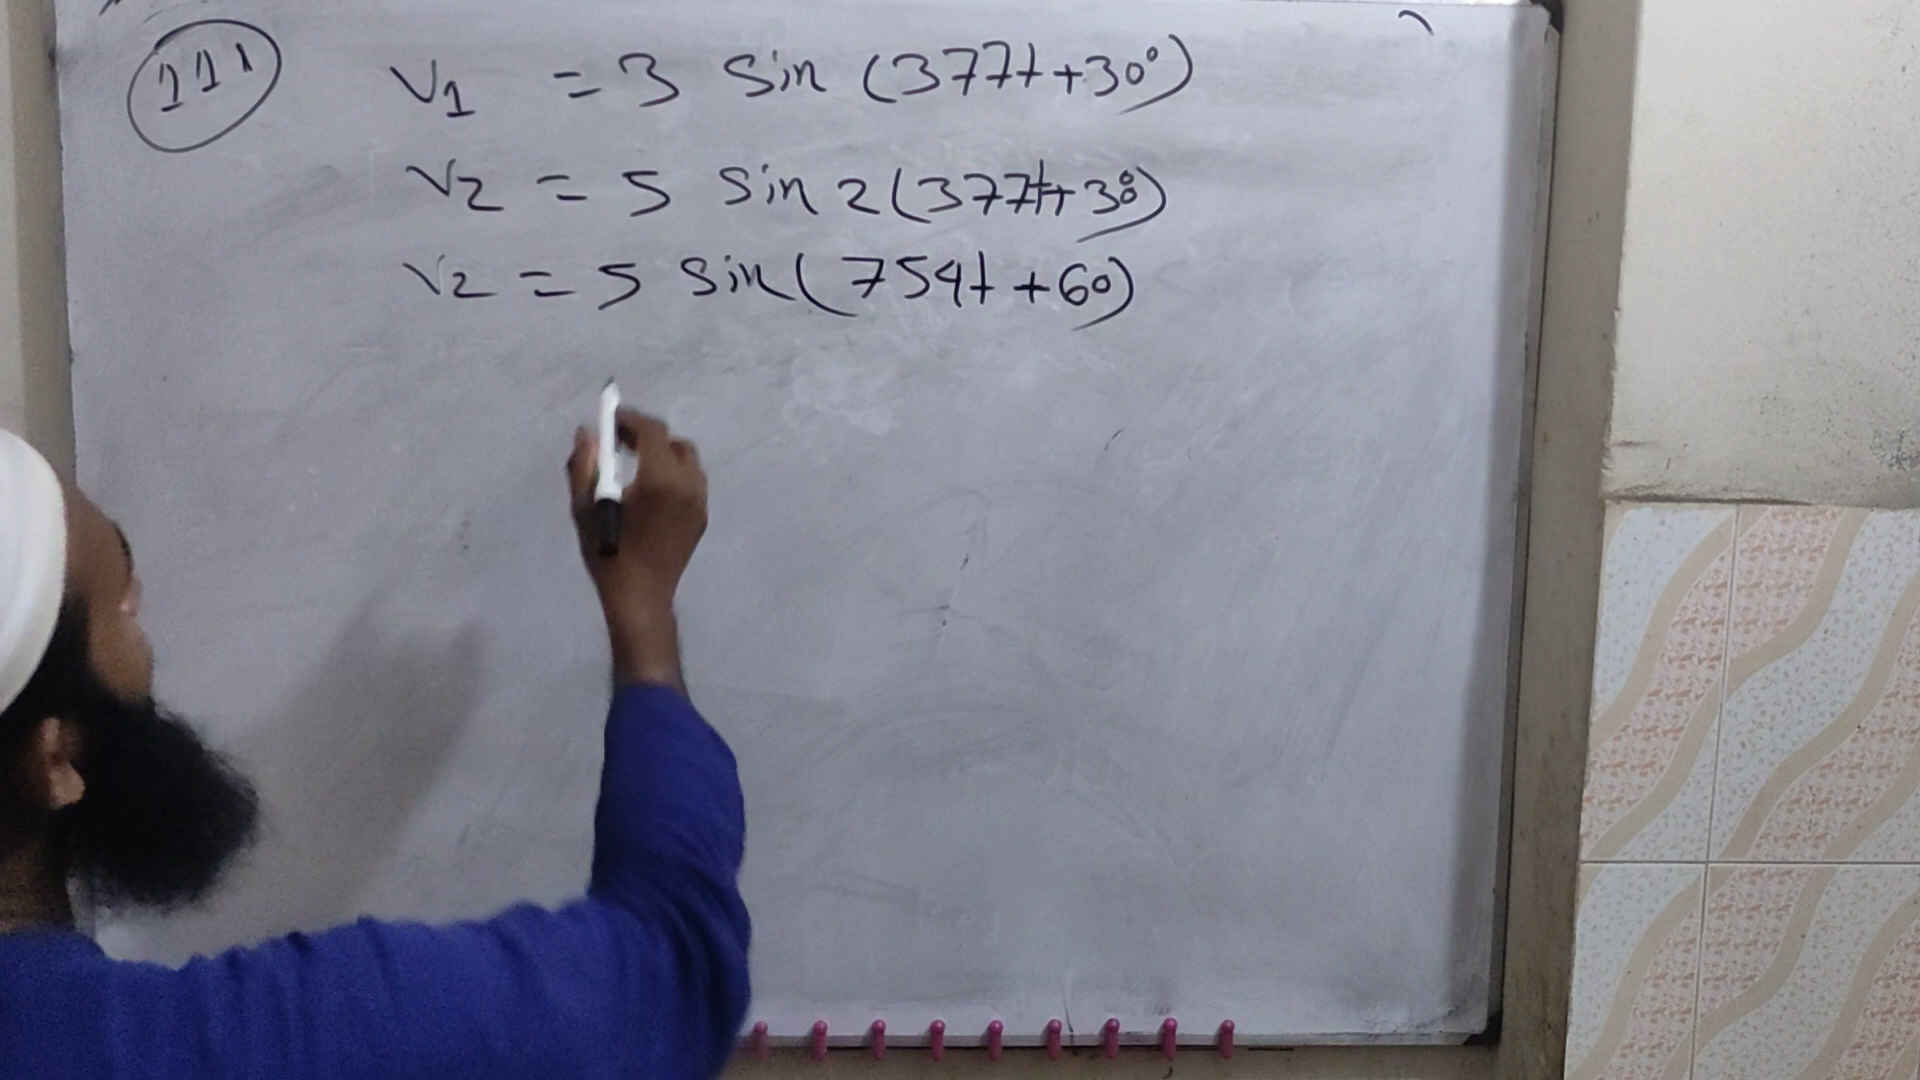 111
V1 = 3 Sin (377t+30°)
V2 = 5 Sin 2(377t+30°)
V2 = 5 Sin(754t+60)